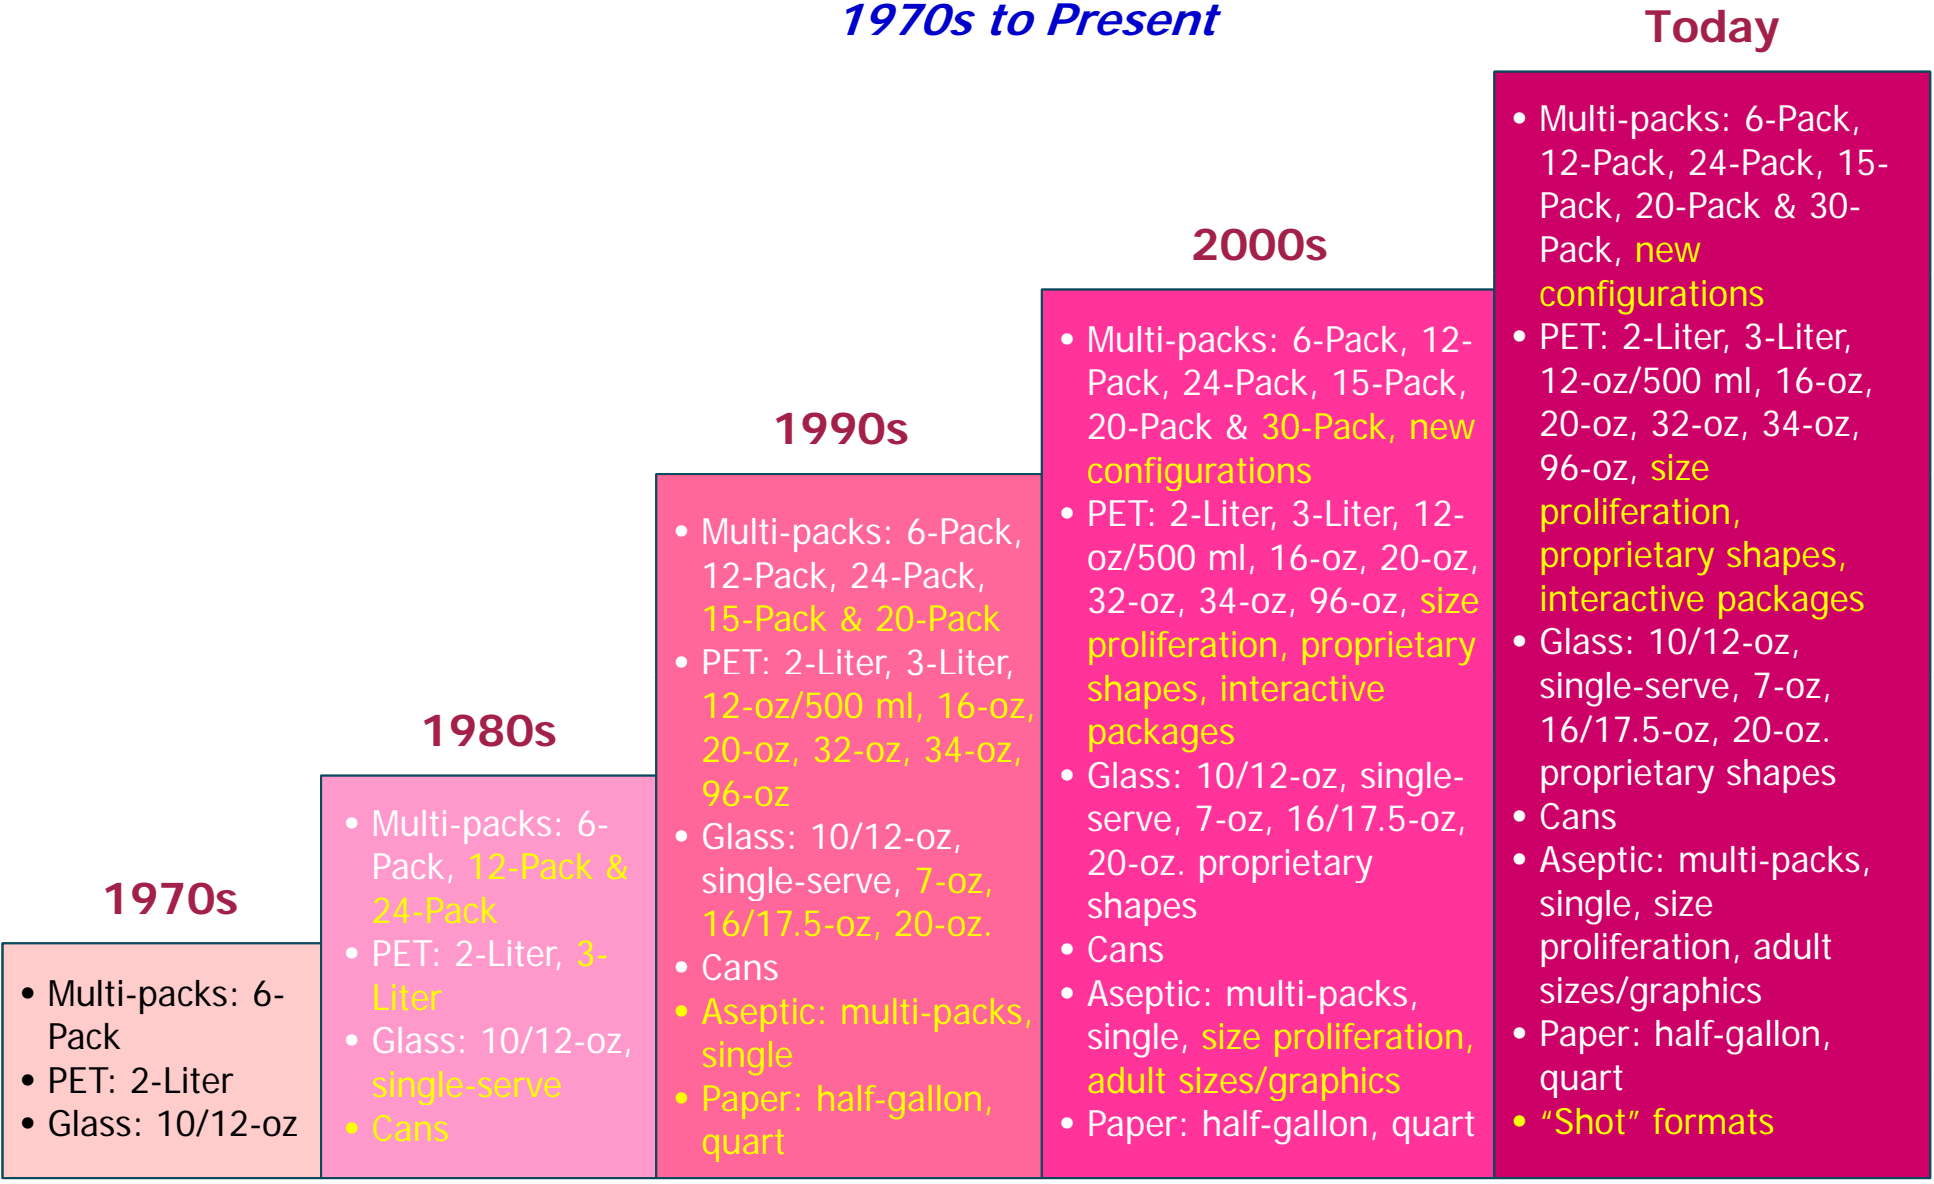 1970s to Present
Today
• Multi-packs: 6-Pack,
12-Pack, 24-Pack, 15-
Pack, 20-Pack & 30-
Pack, new
configurations
• PET: 2-Liter, 3-Liter,
12-oz/500 ml, 16-oz,
20-oz, 32-oz, 34-oz,
96-oz, size
proliferation,
proprietary shapes,
interactive packages
• Glass: 10/12-oz,
single-serve, 7-oz,
16/17.5-oz, 20-oz.
proprietary shapes
• Cans
• Aseptic: multi-packs,
single, size
proliferation, adult
sizes/graphics
• Paper: half-gallon,
quart
• “Shot” formats
2000s
• Multi-packs: 6-Pack, 12-
Pack, 24-Pack, 15-Pack,
20-Pack & 30-Pack, new
configurations
• PET: 2-Liter, 3-Liter, 12-
oz/500 ml, 16-oz, 20-oz,
32-oz, 34-oz, 96-oz, size
proliferation, proprietary
shapes, interactive
packages
• Glass: 10/12-oz, single-
serve, 7-oz, 16/17.5-oz,
20-oz. proprietary
shapes
• Cans
• Aseptic: multi-packs,
single, size proliferation,
adult sizes/graphics
• Paper: half-gallon, quart
1990s
• Multi-packs: 6-Pack,
12-Pack, 24-Pack,
15-Pack & 20-Pack
• PET: 2-Liter, 3-Liter,
12-oz/500 ml, 16-oz,
20-oz, 32-oz, 34-oz,
96-oz
• Glass: 10/12-oz,
single-serve, 7-oz,
16/17.5-oz, 20-oz.
• Cans
• Aseptic: multi-packs,
single
• Paper: half-gallon,
quart
1980s
• Multi-packs: 6-
Pack, 12-Pack &
24-Pack
• PET: 2-Liter, 3-
Liter
• Glass: 10/12-oz,
single-serve
• Cans
1970s
• Multi-packs: 6-
Pack
• PET: 2-Liter
• Glass: 10/12-oz